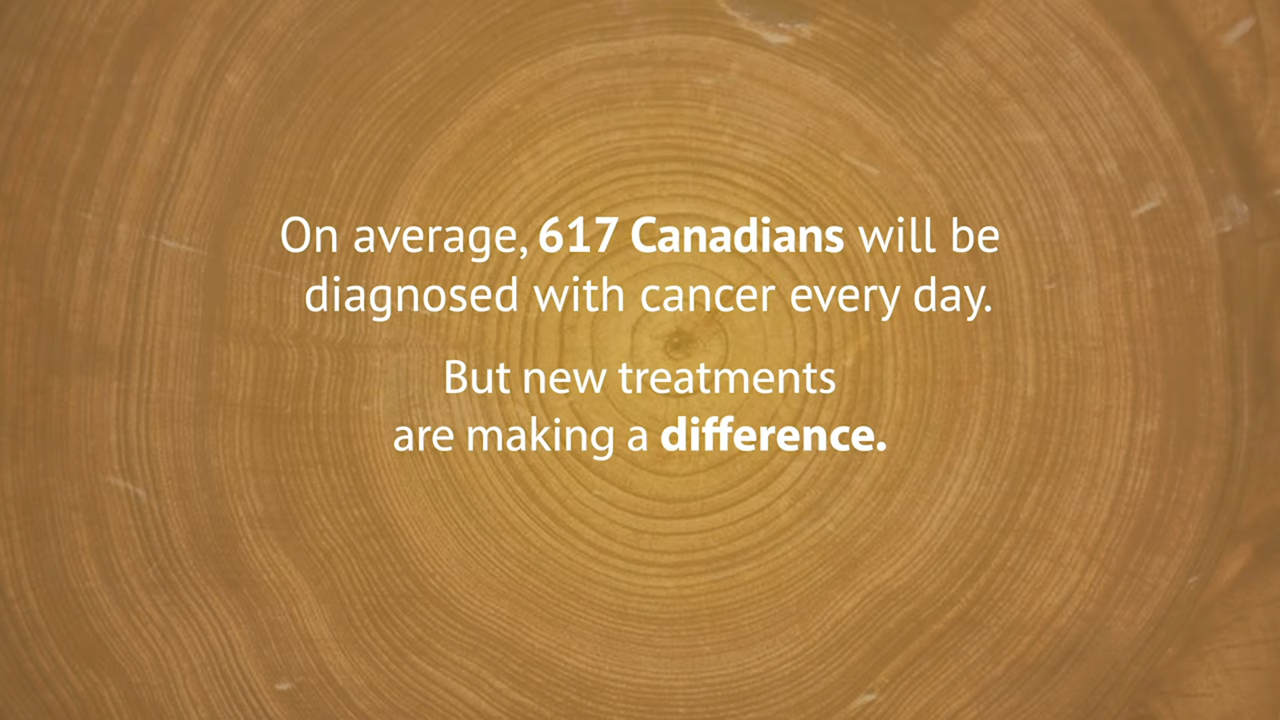 On average, 617 Canadians will be
diagnosed with cancer every day.
But new treatments
are making a difference.